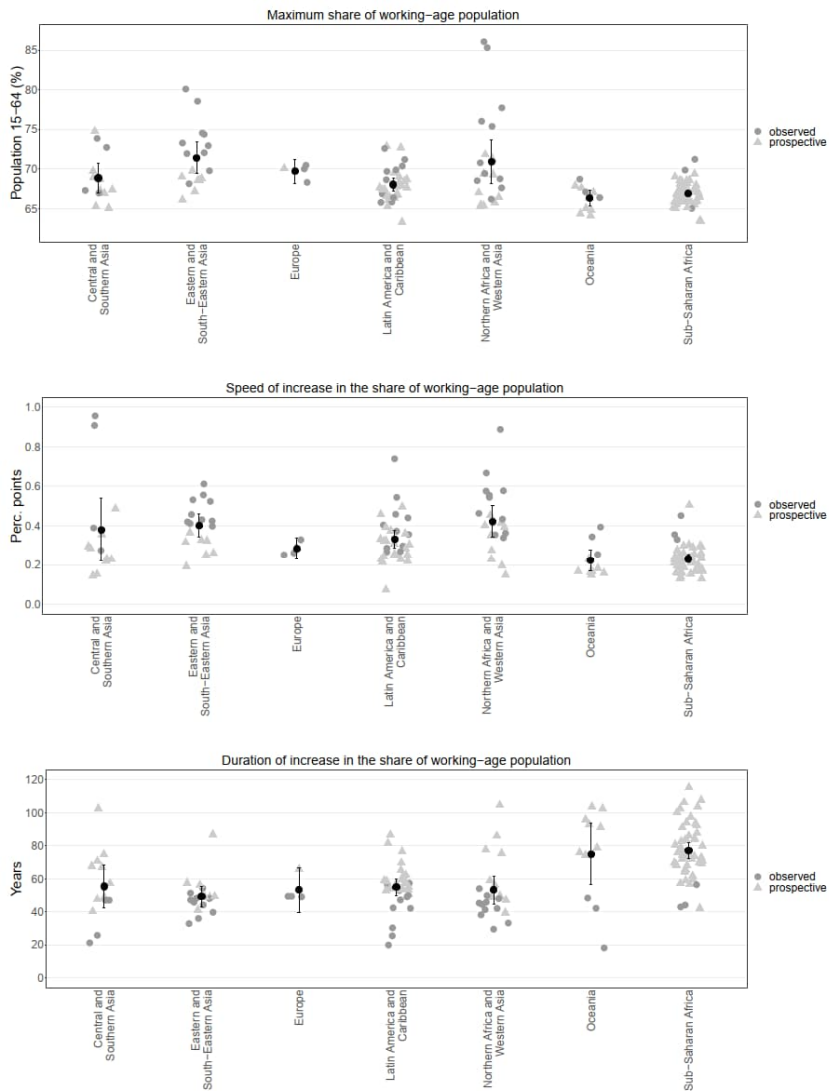 Maximum share of working−age population
Population 15−64 (%)
85
80
75
70
65
observed
prospective
Central and
Southern Asia
Eastern and
South−Eastern Asia
Europe
Latin America and
Caribbean
Northern Africa and
Western Asia
Oceania
Sub−Saharan Africa
Speed of increase in the share of working−age population
Perc. points
1.0
0.8
0.6
0.4
0.2
0.0
observed
prospective
Central and
Southern Asia
Eastern and
South−Eastern Asia
Europe
Latin America and
Caribbean
Northern Africa and
Western Asia
Oceania
Sub−Saharan Africa
Duration of increase in the share of working−age population
Years
120
100
80
60
40
20
0
observed
prospective
Central and
Southern Asia
Eastern and
South−Eastern Asia
Europe
Latin America and
Caribbean
Northern Africa and
Western Asia
Oceania
Sub−Saharan Africa